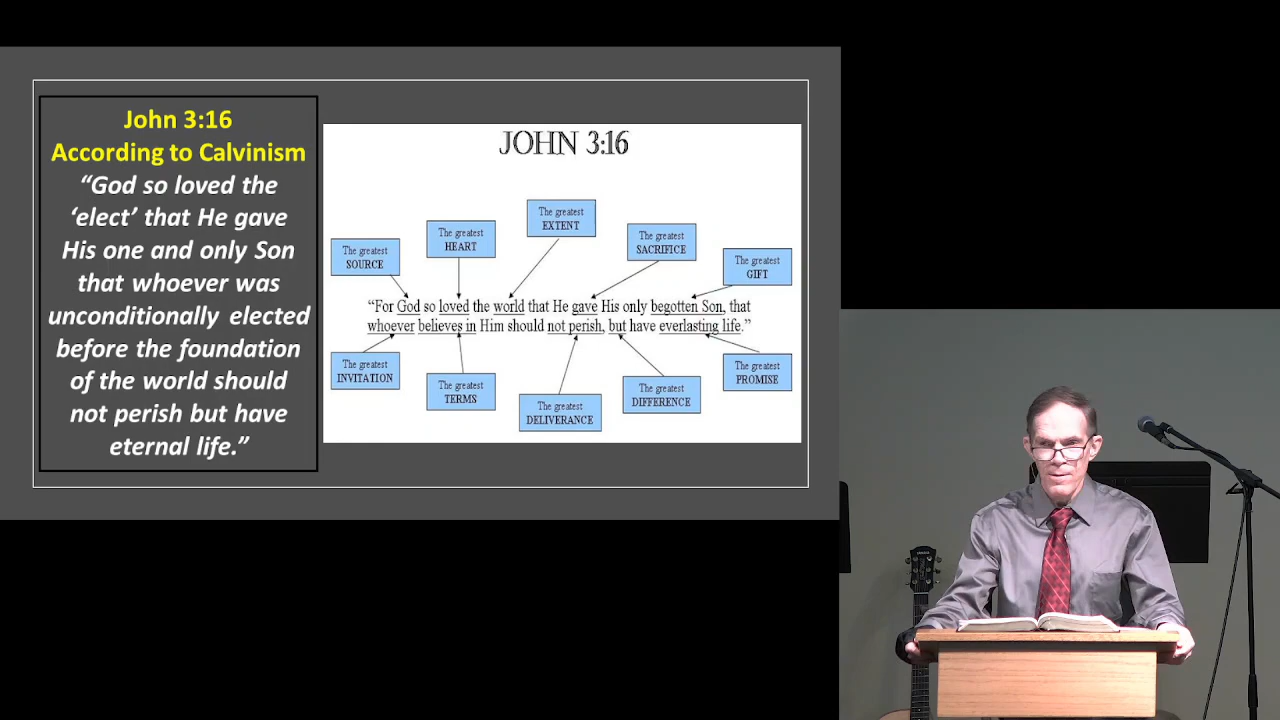 John 3:16
According to Calvinism
“God so loved the
‘elect’ that He gave
His one and only Son
that whoever was
unconditionally elected
before the foundation
of the world should
not perish but have
eternal life.”
JOHN 3:16
The greatest
EXTENT
The greatest
HEART
The greatest
SACRIFICE
The greatest
SOURCE
The greatest
GIFT
“For God so loved the world that He gave His only begotten Son, that
whoever believes in Him should not perish, but have everlasting life.”
The greatest
INVITATION
The greatest
TERMS
The greatest
DELIVERANCE
The greatest
DIFFERENCE
The greatest
PROMISE